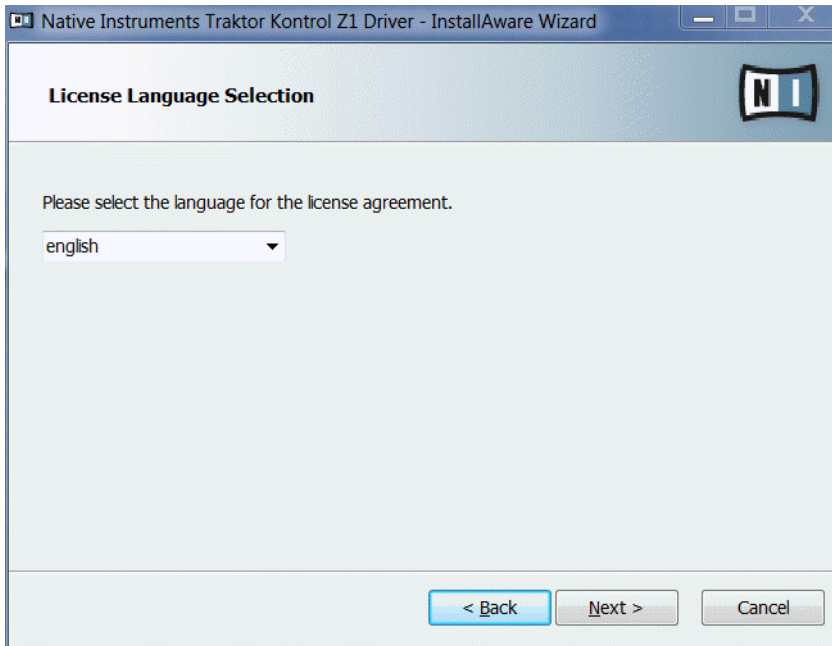 Native Instruments Traktor Kontrol Z1 Driver - InstallAware Wizard
License Language Selection
N I
Please select the language for the license agreement.
english
< Back
Next >
Cancel